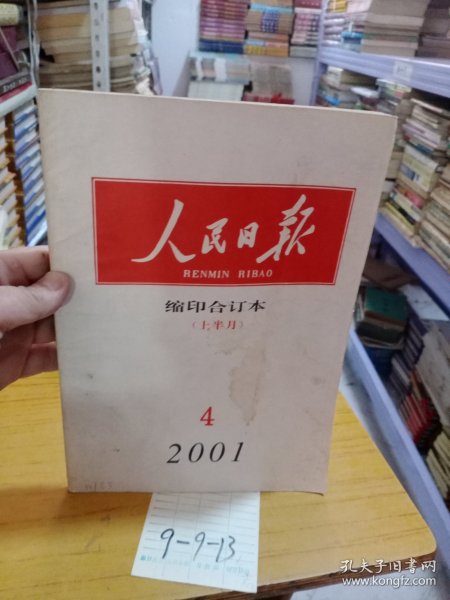 人民日报
RENMIN RIBAO
缩印合订本
(上半月)
4
2001
9-9-13
孔夫子旧书网
www.kongfz.com